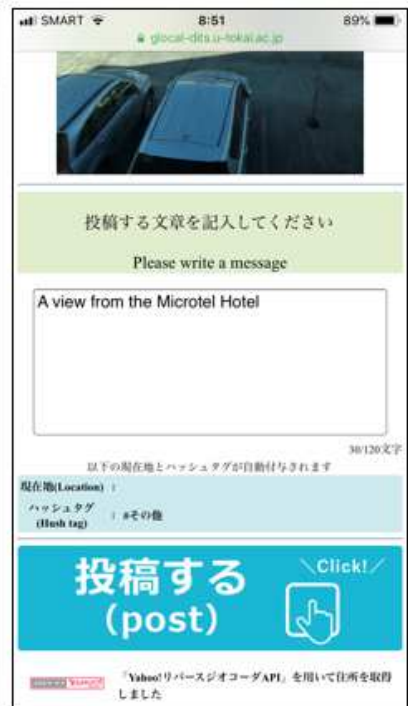 SMART 8:51 89%
glocal-dits.u-tokai.ac.jp
投稿する文章を記入してください
Please write a message
A view from the Microtel Hotel
30/120文字
以下の現在地とハッシュタグが自動付与されます
現在地(Location) :
ハッシュタグ
(Hush tag) : #その他
投稿する
(post)
\Click!/
「Yahoo!リバースジオコーダAPI」を用いて住所を取得
しました